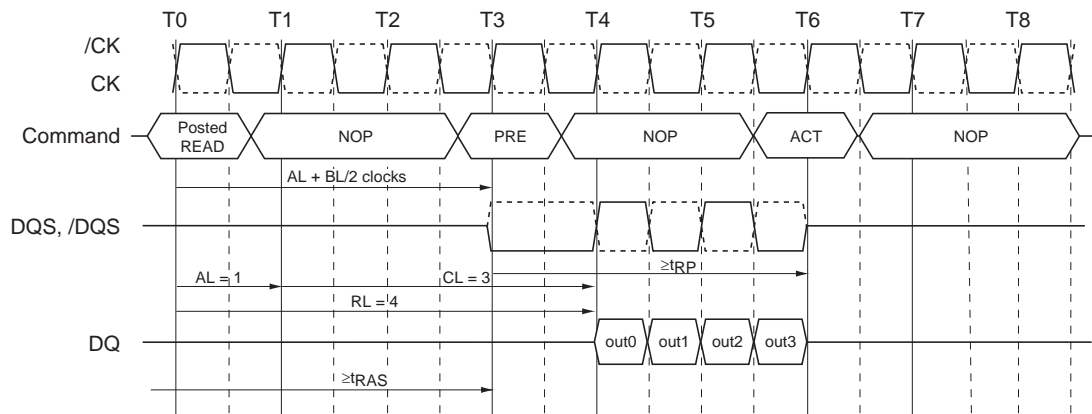 T0 T1 T2 T3 T4 T5 T6 T7 T8
/CK
CK
Command
Posted
READ
NOP
PRE
NOP
ACT
NOP
AL + BL/2 clocks
DQS, /DQS
≥tRP
AL = 1
CL = 3
RL = 4
DQ
out0 out1 out2 out3
≥tRAS